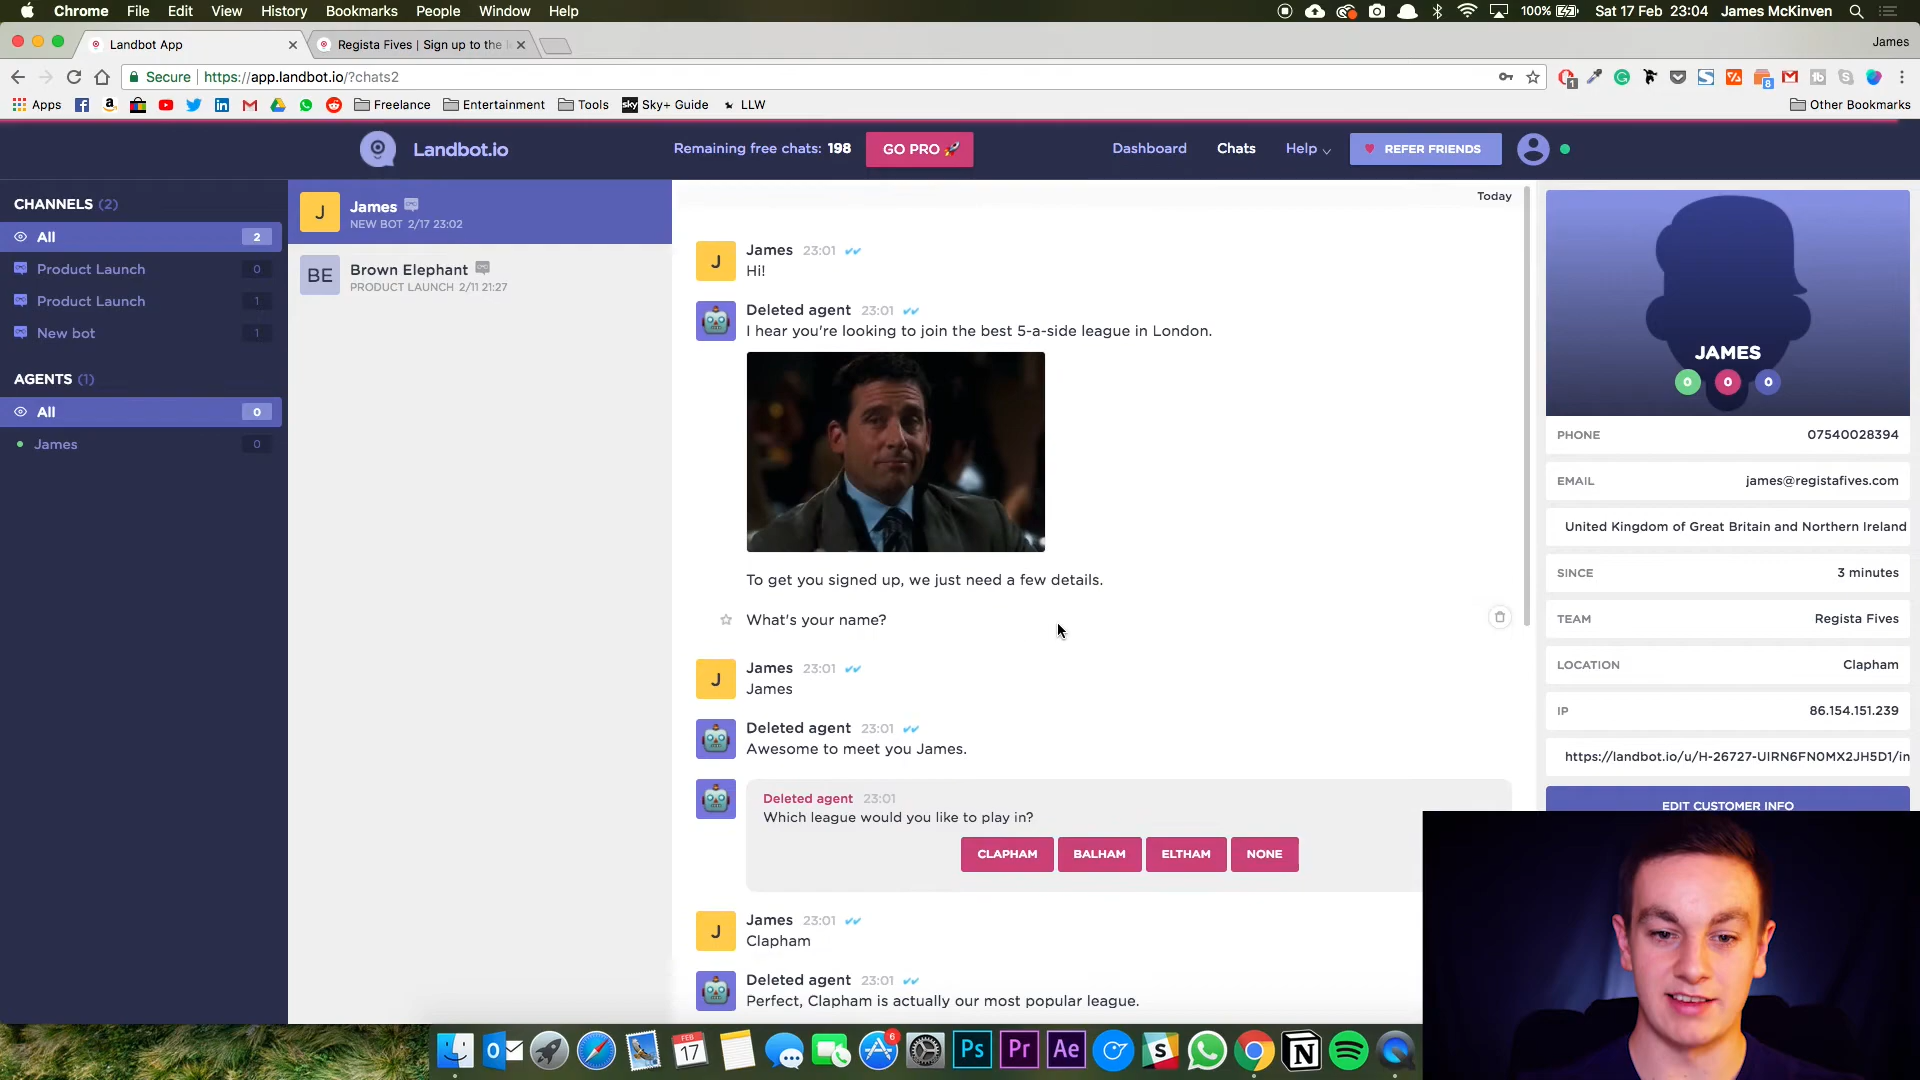 Chrome File Edit View History Bookmarks People Window Help 100% Sat 17 Feb 23:04 James McKinven
Landbot App Regista Fives | Sign up to the James
Secure https://app.landbot.io/?chats2
Apps Freelance Entertainment Tools Sky+ Guide LLW Other Bookmarks
Landbot.io Remaining free chats: 198 GO PRO Dashboard Chats Help REFER FRIENDS
CHANNELS (2)
All 2
Product Launch 0
Product Launch 1
New bot 1
AGENTS (1)
All 0
James 0
J James
NEW BOT 2/17 23:02
BE Brown Elephant
PRODUCT LAUNCH 2/11 21:27
Today
J James 23:01
Hi!
Deleted agent 23:01
I hear you're looking to join the best 5-a-side league in London.
To get you signed up, we just need a few details.
What's your name?
J James 23:01
James
Deleted agent 23:01
Awesome to meet you James.
Deleted agent 23:01
Which league would you like to play in?
CLAPHAM BALHAM ELTHAM NONE
J James 23:01
Clapham
Deleted agent 23:01
Perfect, Clapham is actually our most popular league.
JAMES
0 0 0
PHONE 07540028394
EMAIL james@registafives.com
United Kingdom of Great Britain and Northern Ireland
SINCE 3 minutes
TEAM Regista Fives
LOCATION Clapham
IP 86.154.151.239
https://landbot.io/u/H-26727-UIRN6FN0MX2JH5D1/in
EDIT CUSTOMER INFO
FEB 17 6 Ps Pr Ae